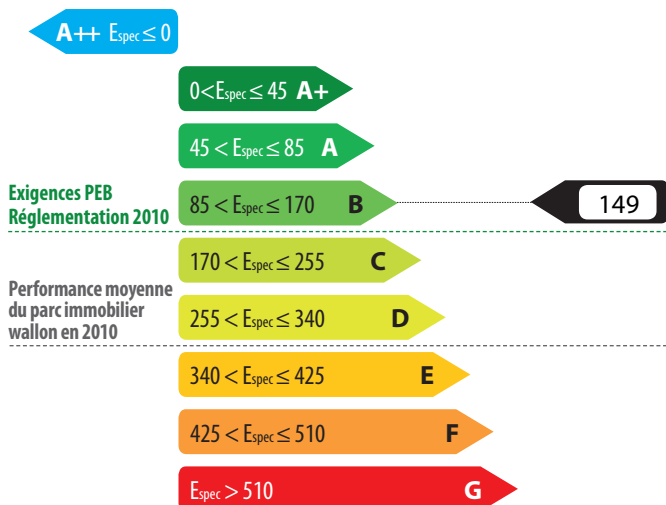 A++ Espec ≤ 0
0<Espec ≤ 45 A+
45 < Espec ≤ 85 A
Exigences PEB
Réglementation 2010
85 < Espec ≤ 170 B
149
170 < Espec ≤ 255 C
Performance moyenne
du parc immobilier
wallon en 2010
255 < Espec ≤ 340 D
340 < Espec ≤ 425 E
425 < Espec ≤ 510 F
Espec > 510 G